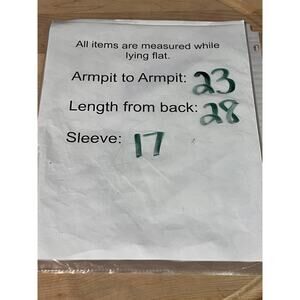 All items are measured while
lying flat.
Armpit to Armpit: 23
Length from back: 28
Sleeve: 17